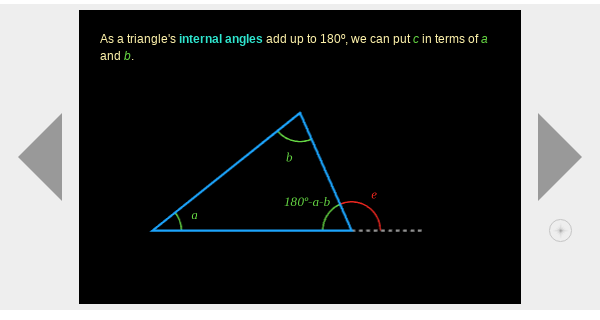 As a triangle's internal angles add up to 180º, we can put c in terms of a
and b.
b
180º-a-b
e
a